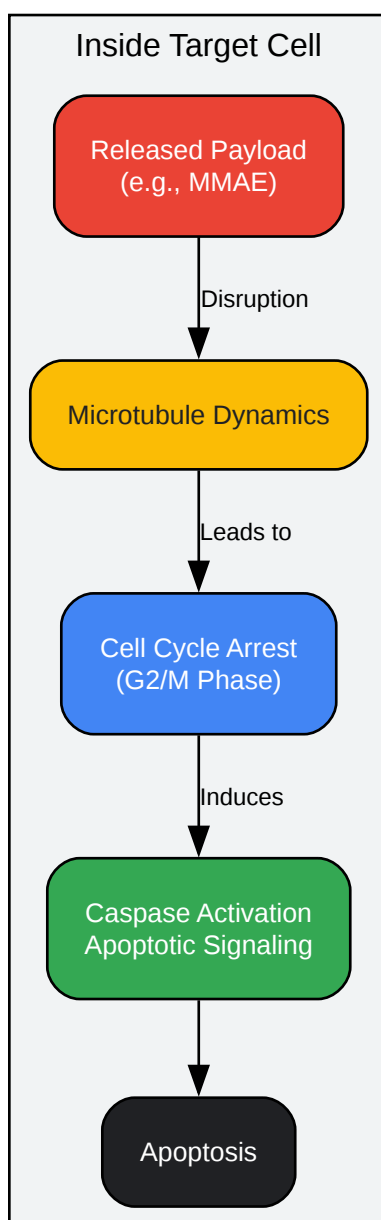 Inside Target Cell
Released Payload
(e.g., MMAE)
Disruption
Microtubule Dynamics
Leads to
Cell Cycle Arrest
(G2/M Phase)
Induces
Caspase Activation
Apoptotic Signaling
Apoptosis